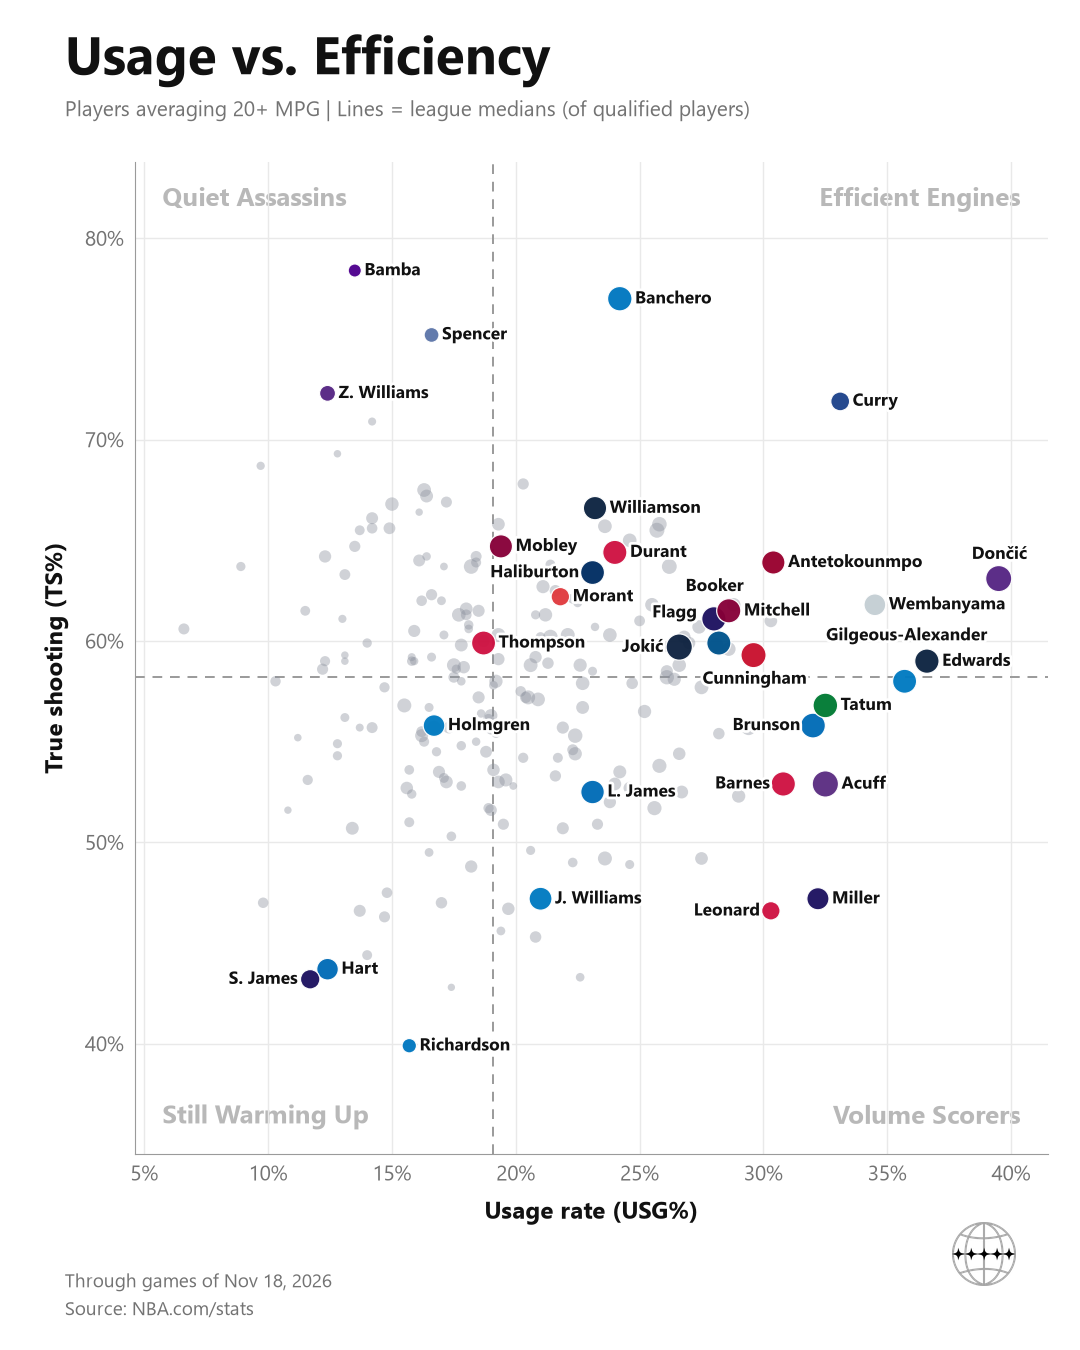 Usage vs. Efficiency
Players averaging 20+ MPG | Lines = league medians (of qualified players)
Quiet Assassins
Efficient Engines
80%
Bamba
Banchero
Spencer
Z. Williams
Curry
70%
Williamson
Mobley
Durant
Dončić
Haliburton
Antetokounmpo
Booker
Morant
Flagg
Mitchell
Wembanyama
Gilgeous-Alexander
60%
Thompson
Jokić
Edwards
Cunningham
Tatum
Holmgren
Brunson
True shooting (TS%)
Barnes
Acuff
L. James
50%
J. Williams
Miller
Leonard
Hart
S. James
40%
Richardson
Still Warming Up
Volume Scorers
5%
10%
15%
20%
25%
30%
35%
40%
Usage rate (USG%)
Through games of Nov 18, 2026
Source: NBA.com/stats